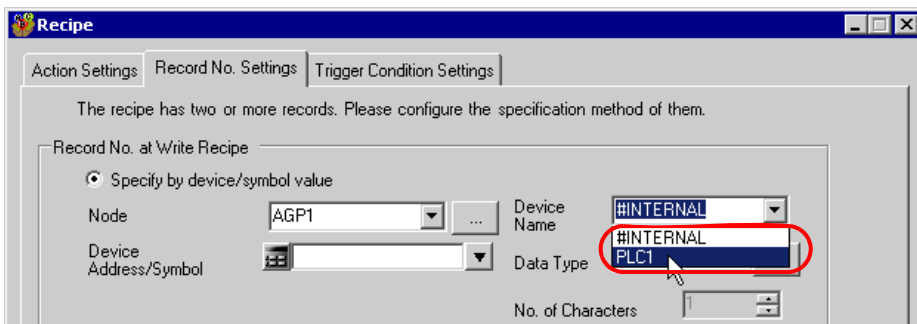 Recipe
Action Settings Record No. Settings Trigger Condition Settings
The recipe has two or more records. Please configure the specification method of them.
Record No. at Write Recipe
Specify by device/symbol value
Node AGP1 ... Device Name #INTERNAL
#INTERNAL
Device Address/Symbol Data Type PLC1
No. of Characters 1